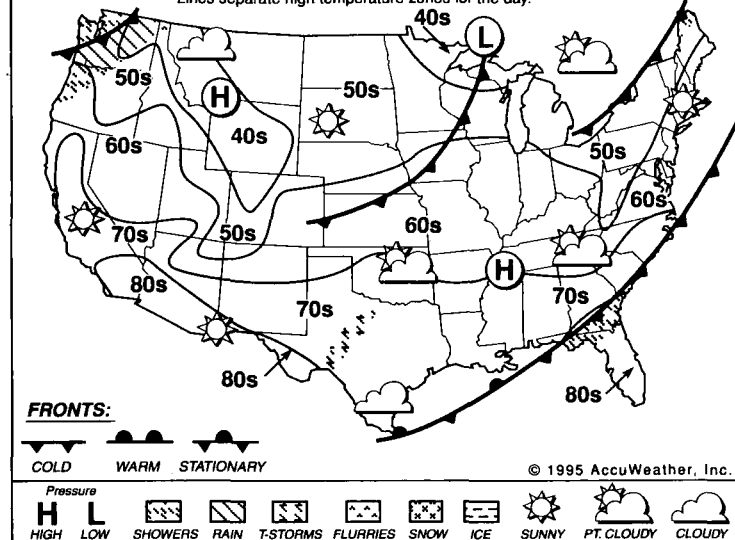 Lines separate high temperature zones for the day.
40s
L
50s
50s
H
40s
60s
50s
60s
60s
70s
50s
80s
H
70s
70s
80s
80s
FRONTS:
COLD WARM STATIONARY
© 1995 AccuWeather, Inc.
Pressure
H L
HIGH LOW SHOWERS RAIN T-STORMS FLURRIES SNOW ICE SUNNY PT. CLOUDY CLOUDY